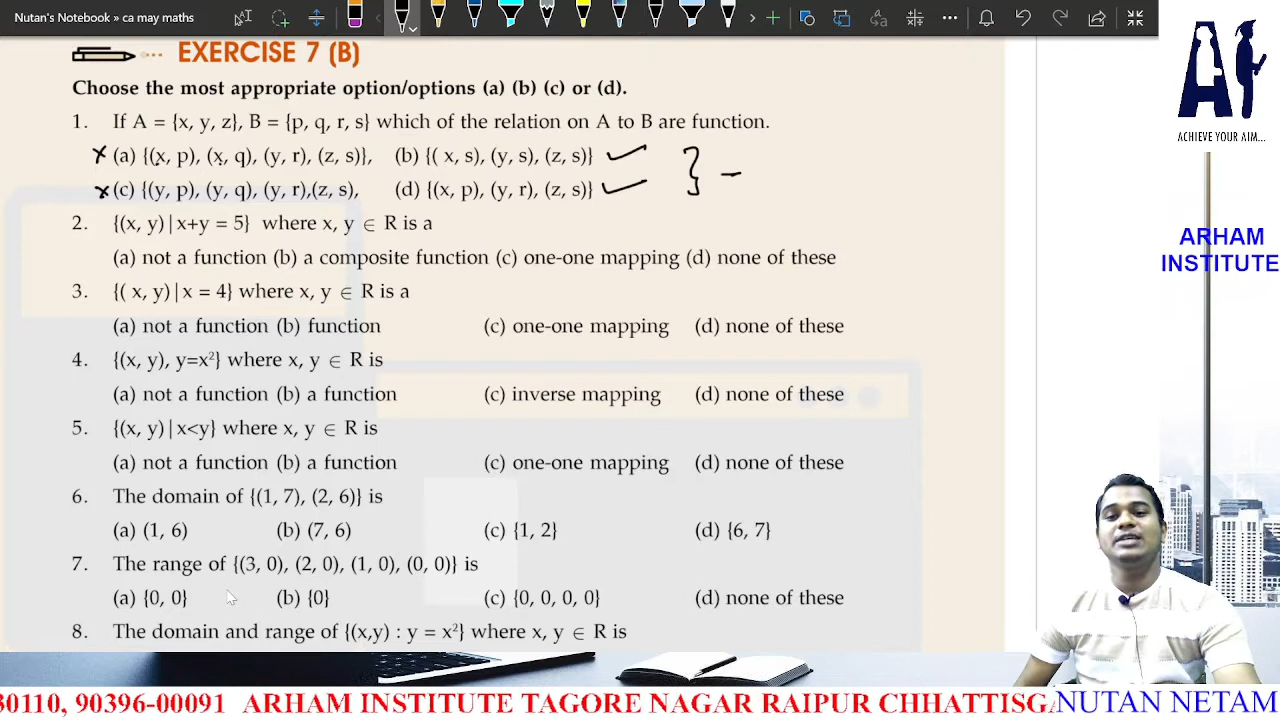 Nutan's Notebook » ca may maths
EXERCISE 7 (B)
Choose the most appropriate option/options (a) (b) (c) or (d).
1. If A = {x, y, z}, B = {p, q, r, s} which of the relation on A to B are function.
(a) {(x, p), (x, q), (y, r), (z, s)}, (b) {( x, s), (y, s), (z, s)}
(c) {(y, p), (y, q), (y, r),(z, s), (d) {(x, p), (y, r), (z, s)}
2. {(x, y)|x+y = 5} where x, y ∈ R is a
(a) not a function (b) a composite function (c) one-one mapping (d) none of these
3. {( x, y)|x = 4} where x, y ∈ R is a
(a) not a function (b) function (c) one-one mapping (d) none of these
4. {(x, y), y=x²} where x, y ∈ R is
(a) not a function (b) a function (c) inverse mapping (d) none of these
5. {(x, y)|x<y} where x, y ∈ R is
(a) not a function (b) a function (c) one-one mapping (d) none of these
6. The domain of {(1, 7), (2, 6)} is
(a) (1, 6) (b) (7, 6) (c) {1, 2} (d) {6, 7}
7. The range of {(3, 0), (2, 0), (1, 0), (0, 0)} is
(a) {0, 0} (b) {0} (c) {0, 0, 0, 0} (d) none of these
8. The domain and range of {(x,y) : y = x²} where x, y ∈ R is
ACHIEVE YOUR AIM...
ARHAM
INSTITUTE
30110, 90396-00091 ARHAM INSTITUTE TAGORE NAGAR RAIPUR CHHATTISGA
NUTAN NETAM